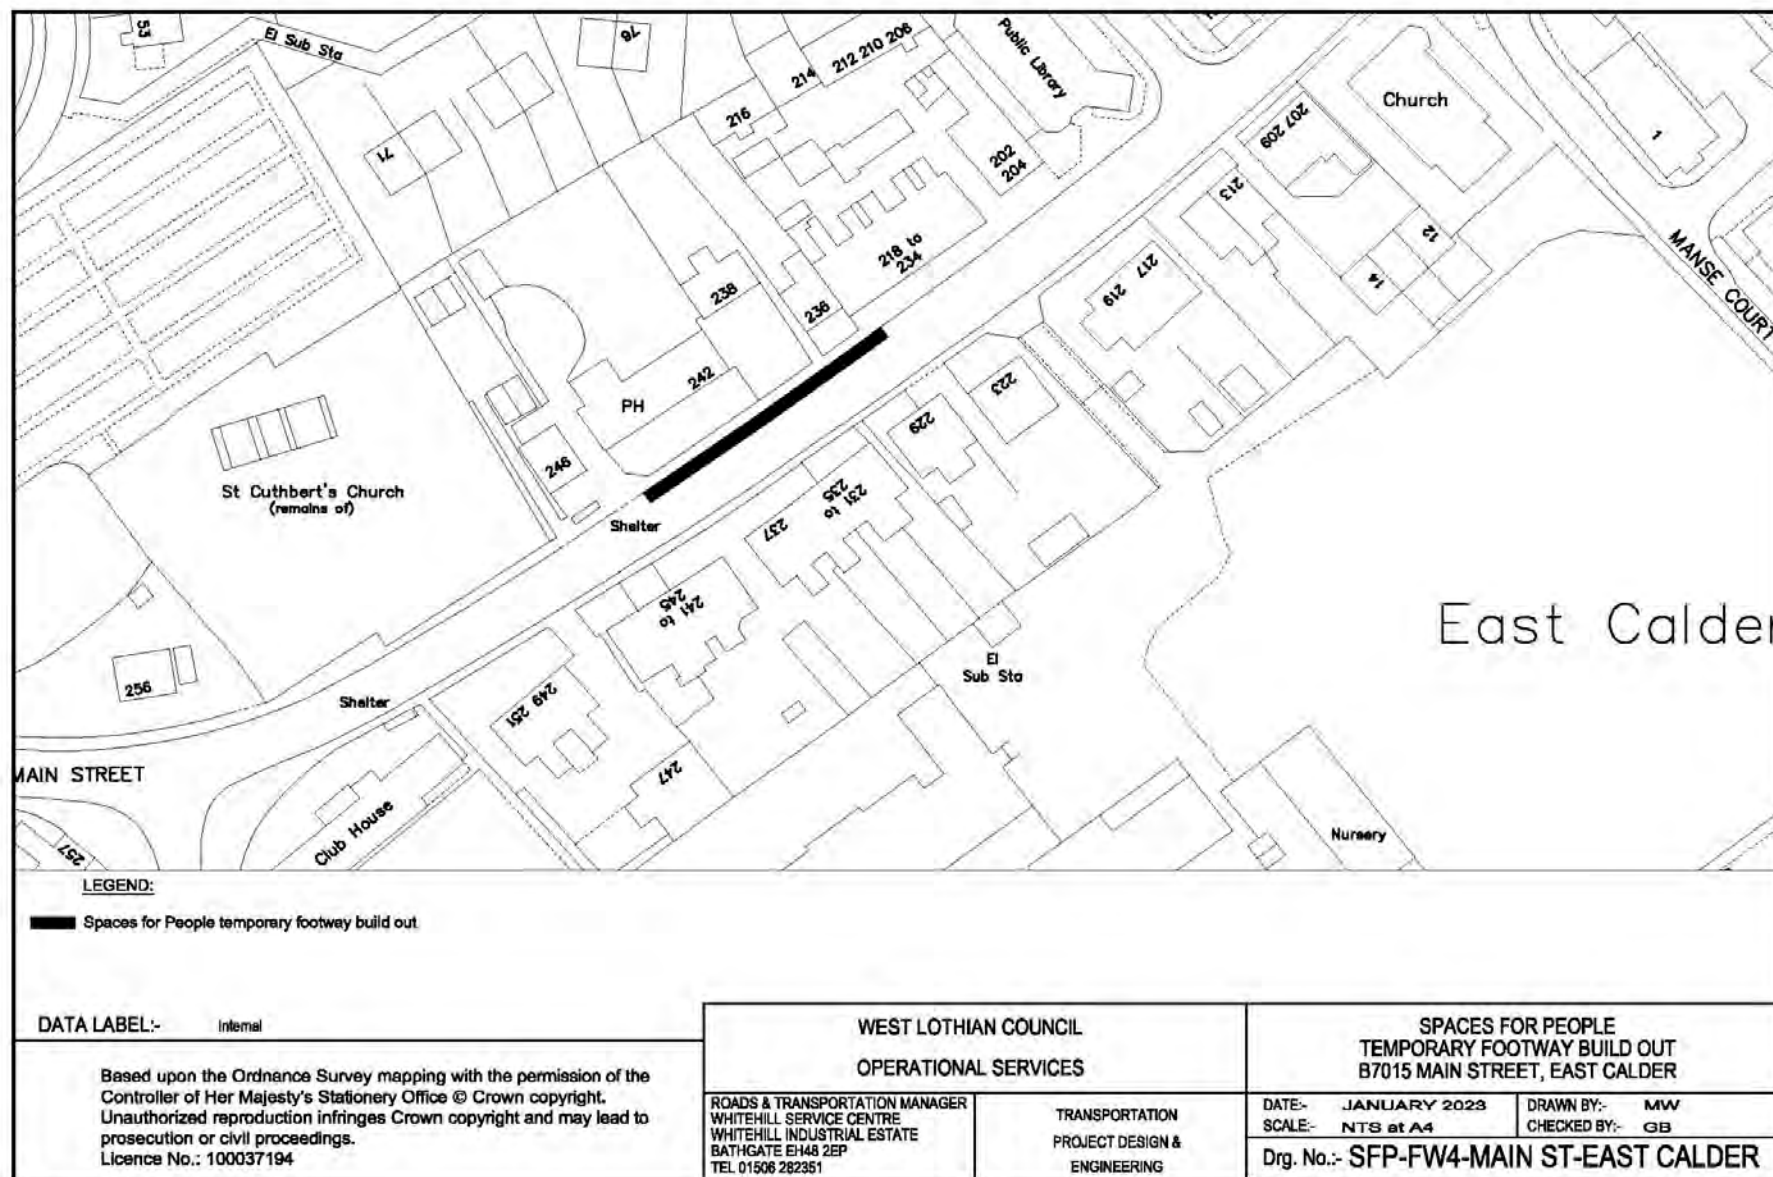 53
El Sub Sta
76
71
216
214
212 210 206
Public Library
202
204
218 to
234
236
238
242
PH
246
Shelter
St Cuthbert's Church
(remains of)
256
Shelter
MAIN STREET
257
Club House
249 251
247
241 to
245
237
231 to
235
229
223
219
217
213
207 209
Church
1
12
14
MANSE COURT
East Calder
El
Sub Sta
Nursery
LEGEND:
Spaces for People temporary footway build out
DATA LABEL:- Internal
Based upon the Ordnance Survey mapping with the permission of the
Controller of Her Majesty's Stationery Office © Crown copyright.
Unauthorized reproduction infringes Crown copyright and may lead to
prosecution or civil proceedings.
Licence No.: 100037194
WEST LOTHIAN COUNCIL
OPERATIONAL SERVICES
ROADS & TRANSPORTATION MANAGER
WHITEHILL SERVICE CENTRE
WHITEHILL INDUSTRIAL ESTATE
BATHGATE EH48 2EP
TEL 01506 282351
TRANSPORTATION
PROJECT DESIGN &
ENGINEERING
SPACES FOR PEOPLE
TEMPORARY FOOTWAY BUILD OUT
B7015 MAIN STREET, EAST CALDER
DATE:- JANUARY 2023
DRAWN BY:- MW
SCALE:- NTS at A4
CHECKED BY:- GB
Drg. No.:- SFP-FW4-MAIN ST-EAST CALDER